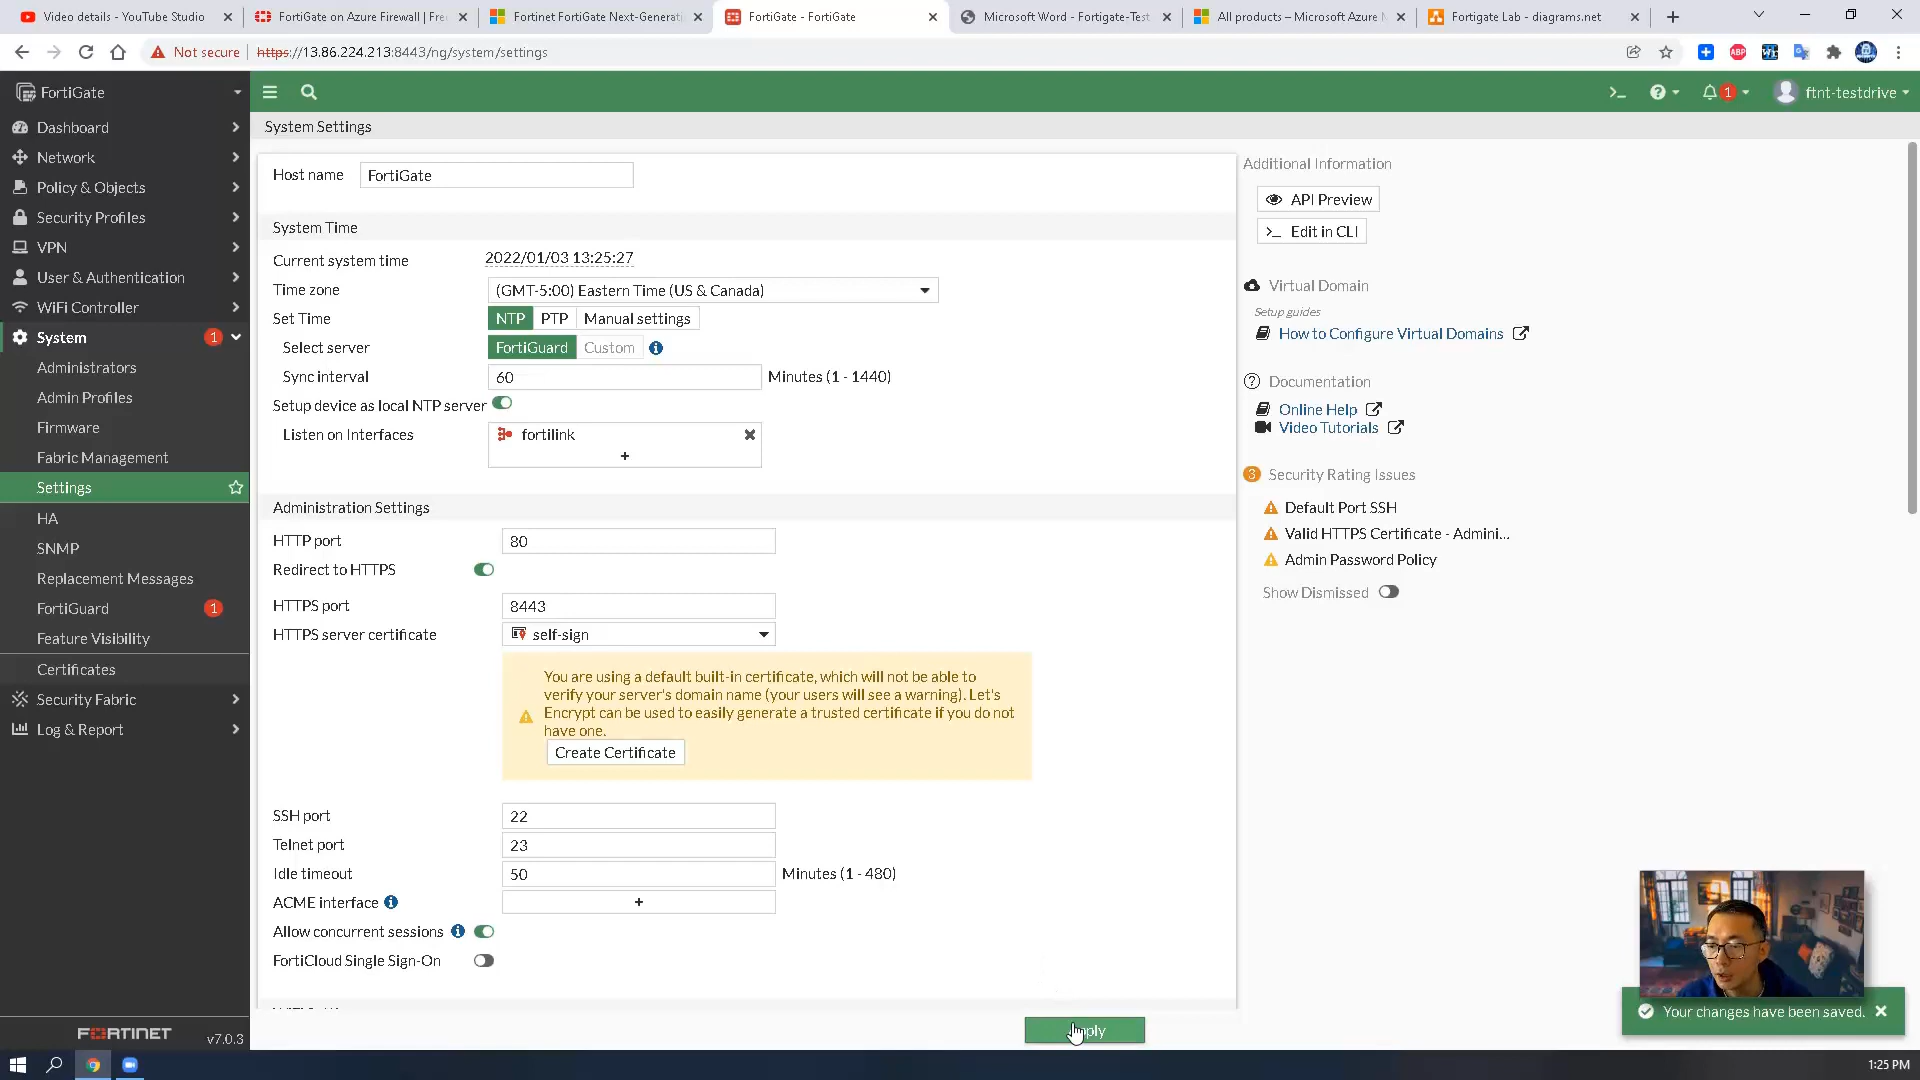 Video details - YouTube Studio
FortiGate on Azure Firewall | Fre
Fortinet FortiGate Next-Generati
FortiGate - FortiGate
Microsoft Word - Fortigate-Test
All products – Microsoft Azure M
Fortigate Lab - diagrams.net
Not secure
https://13.86.224.213:8443/ng/system/settings
ABP
FortiGate
>_
?
1
ftnt-testdrive
Dashboard
Network
Policy & Objects
Security Profiles
VPN
User & Authentication
WiFi Controller
System
1
Administrators
Admin Profiles
Firmware
Fabric Management
Settings
HA
SNMP
Replacement Messages
FortiGuard
1
Feature Visibility
Certificates
Security Fabric
Log & Report
FORTINET
v7.0.3
System Settings
Host name
FortiGate
System Time
Current system time
2022/01/03 13:25:27
Time zone
(GMT-5:00) Eastern Time (US & Canada)
Set Time
NTP
PTP
Manual settings
Select server
FortiGuard
Custom
Sync interval
60
Minutes (1 - 1440)
Setup device as local NTP server
Listen on Interfaces
fortilink
+
Administration Settings
HTTP port
80
Redirect to HTTPS
HTTPS port
8443
HTTPS server certificate
self-sign
You are using a default built-in certificate, which will not be able to
verify your server's domain name (your users will see a warning). Let's
Encrypt can be used to easily generate a trusted certificate if you do not
have one.
Create Certificate
SSH port
22
Telnet port
23
Idle timeout
50
Minutes (1 - 480)
ACME interface
+
Allow concurrent sessions
FortiCloud Single Sign-On
Additional Information
API Preview
>_ Edit in CLI
Virtual Domain
Setup guides
How to Configure Virtual Domains
Documentation
Online Help
Video Tutorials
3
Security Rating Issues
Default Port SSH
Valid HTTPS Certificate - Admini...
Admin Password Policy
Show Dismissed
Your changes have been saved.
1:25 PM